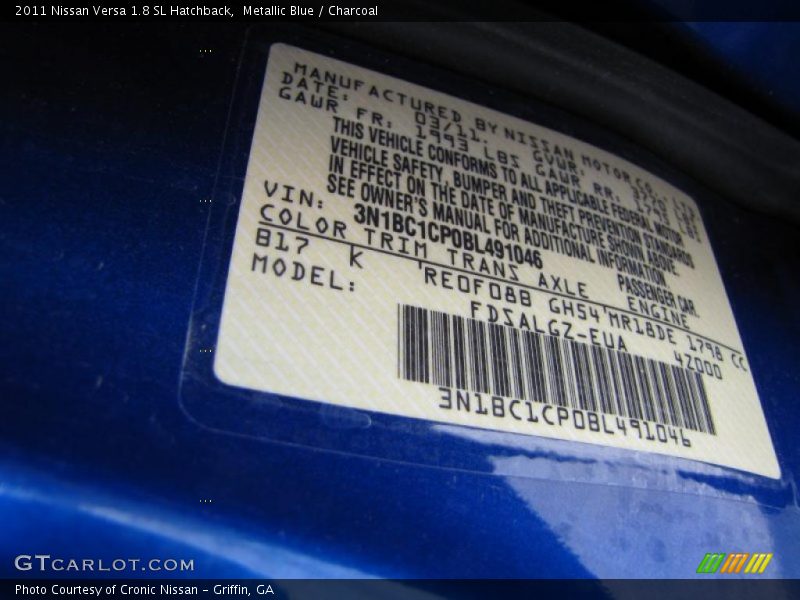 2011 Nissan Versa 1.8 SL Hatchback,  Metallic Blue / Charcoal
MANUFACTURED BY NISSAN MOTOR CO., LTD
DATE: 03/11 GVWR:
GAWR FR: 1993 LBS GAWR RR:
THIS VEHICLE CONFORMS TO ALL APPLICABLE FEDERAL MOTOR
VEHICLE SAFETY, BUMPER AND THEFT PREVENTION STANDARDS
IN EFFECT ON THE DATE OF MANUFACTURE SHOWN ABOVE.
SEE OWNER'S MANUAL FOR ADDITIONAL INFORMATION.
VIN: 3N1BC1CP0BL491046 PASSENGER CAR.
COLOR TRIM TRANS AXLE ENGINE
B17 K RE0F08B GH54 MR18DE 1798 CC
MODEL: FDSALGZ-EUA 42000
3N1BC1CP0BL491046
GTCARLOT.COM
Photo Courtesy of Cronic Nissan - Griffin, GA